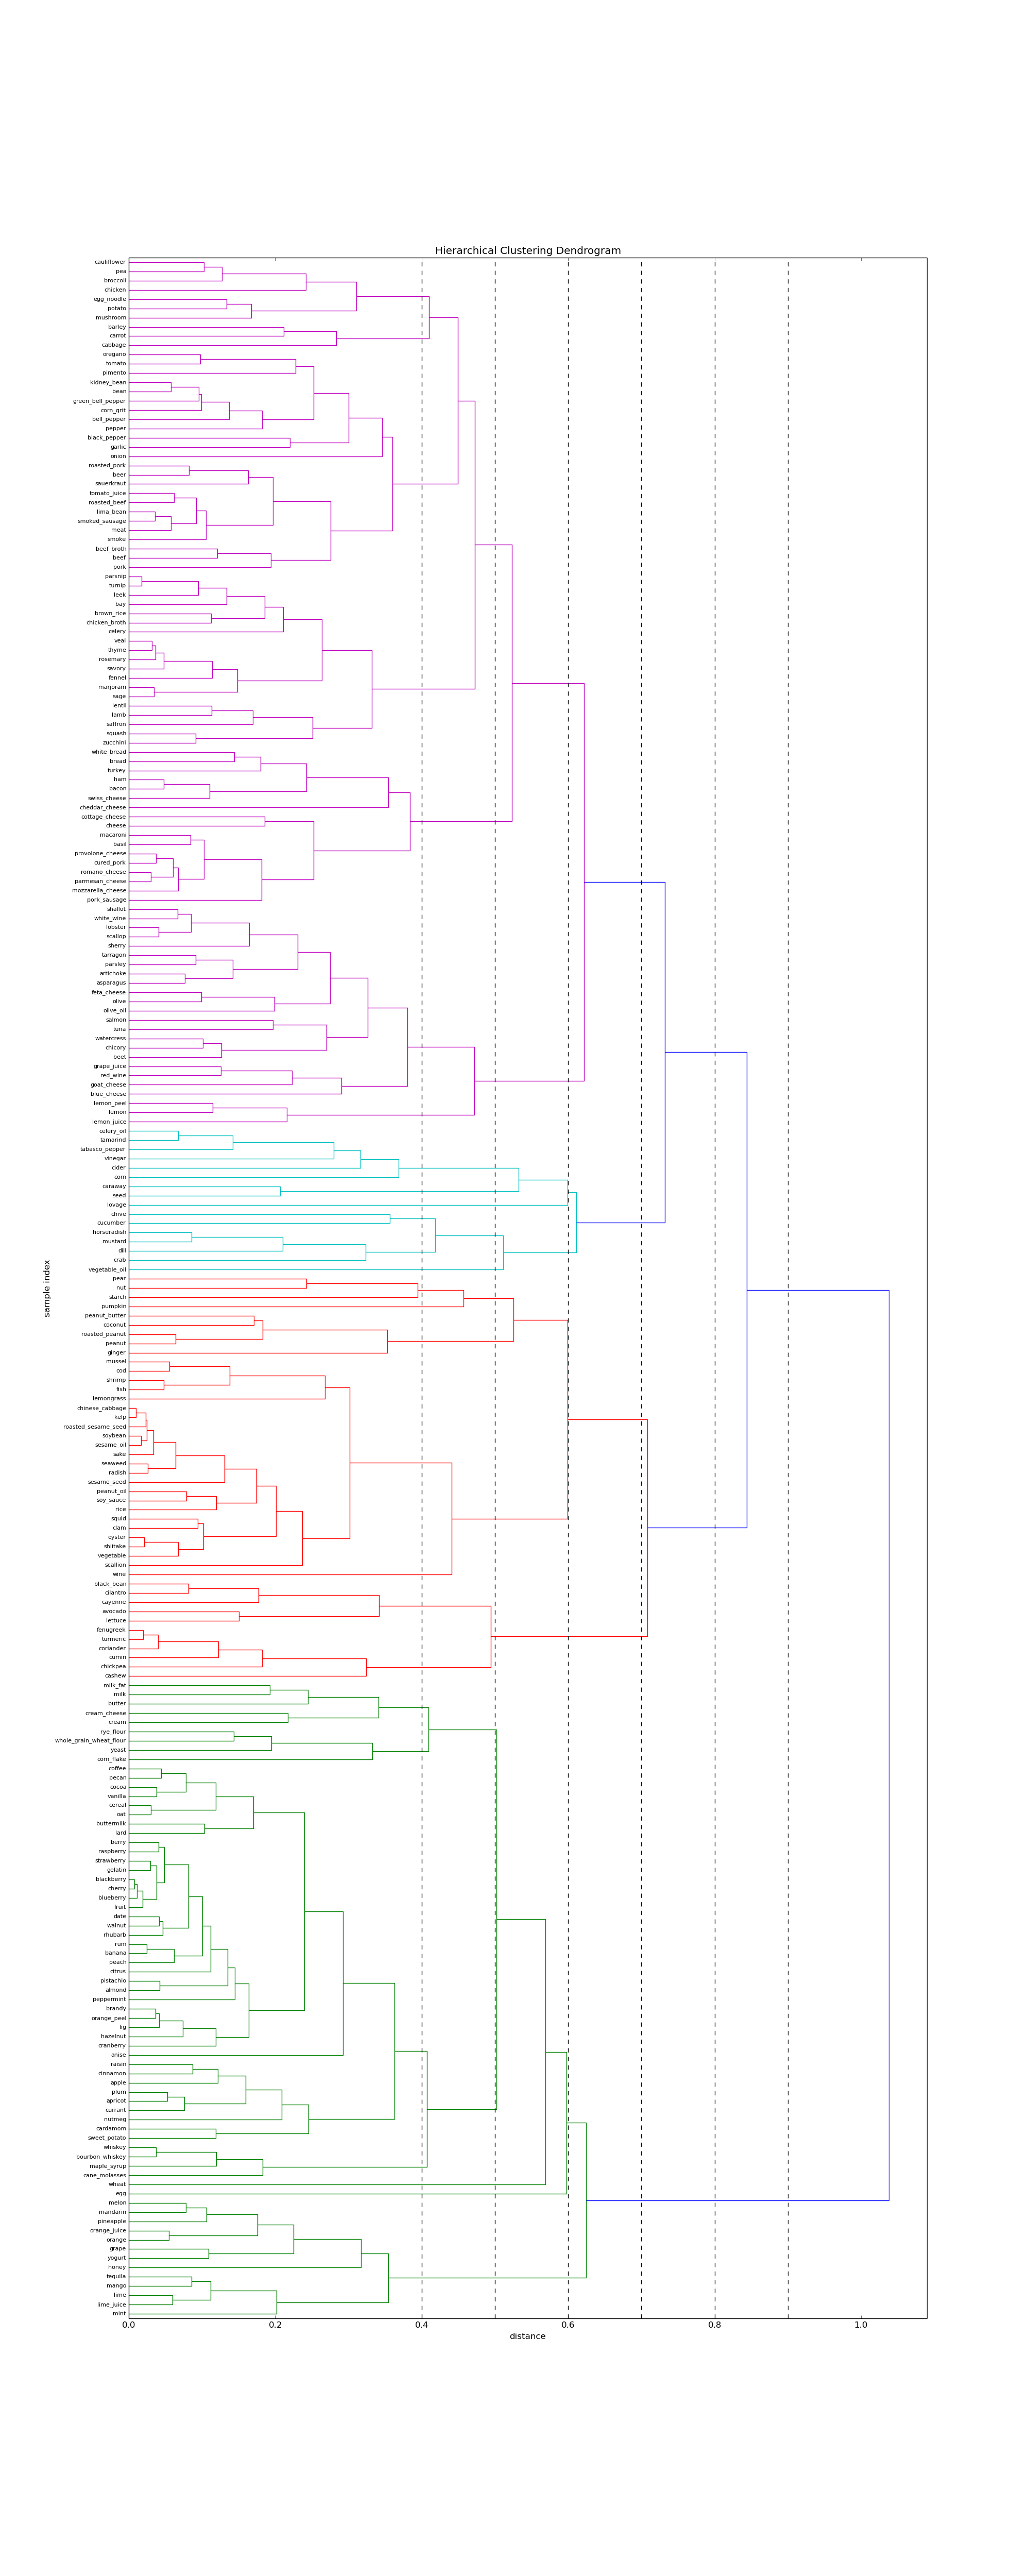 Hierarchical Clustering Dendrogram
cauliflower
pea
broccoli
chicken
egg_noodle
potato
mushroom
barley
carrot
cabbage
oregano
tomato
pimento
kidney_bean
bean
green_bell_pepper
corn_grit
bell_pepper
pepper
black_pepper
garlic
onion
roasted_pork
beer
sauerkraut
tomato_juice
roasted_beef
lima_bean
smoked_sausage
meat
smoke
beef_broth
beef
pork
parsnip
turnip
leek
bay
brown_rice
chicken_broth
celery
veal
thyme
rosemary
savory
fennel
marjoram
sage
lentil
lamb
saffron
squash
zucchini
white_bread
bread
turkey
ham
bacon
swiss_cheese
cheddar_cheese
cottage_cheese
cheese
macaroni
basil
provolone_cheese
cured_pork
romano_cheese
parmesan_cheese
mozzarella_cheese
pork_sausage
shallot
white_wine
lobster
scallop
sherry
tarragon
parsley
artichoke
asparagus
feta_cheese
olive
olive_oil
salmon
tuna
watercress
chicory
beet
grape_juice
red_wine
goat_cheese
blue_cheese
lemon_peel
lemon
lemon_juice
celery_oil
tamarind
tabasco_pepper
vinegar
cider
corn
caraway
seed
lovage
chive
cucumber
horseradish
mustard
dill
crab
vegetable_oil
pear
nut
starch
pumpkin
peanut_butter
coconut
roasted_peanut
peanut
ginger
mussel
cod
shrimp
fish
lemongrass
chinese_cabbage
kelp
roasted_sesame_seed
soybean
sesame_oil
sake
seaweed
radish
sesame_seed
peanut_oil
soy_sauce
rice
squid
clam
oyster
shiitake
vegetable
scallion
wine
black_bean
cilantro
cayenne
avocado
lettuce
fenugreek
turmeric
coriander
cumin
chickpea
cashew
milk_fat
milk
butter
cream_cheese
cream
rye_flour
whole_grain_wheat_flour
yeast
corn_flake
coffee
pecan
cocoa
vanilla
cereal
oat
buttermilk
lard
berry
raspberry
strawberry
gelatin
blackberry
cherry
blueberry
fruit
date
walnut
rhubarb
rum
banana
peach
citrus
pistachio
almond
peppermint
brandy
orange_peel
fig
hazelnut
cranberry
anise
raisin
cinnamon
apple
plum
apricot
currant
nutmeg
cardamom
sweet_potato
whiskey
bourbon_whiskey
maple_syrup
cane_molasses
wheat
egg
melon
mandarin
pineapple
orange_juice
orange
grape
yogurt
honey
tequila
mango
lime
lime_juice
mint
sample index
0.0 0.2 0.4 0.6 0.8 1.0
distance